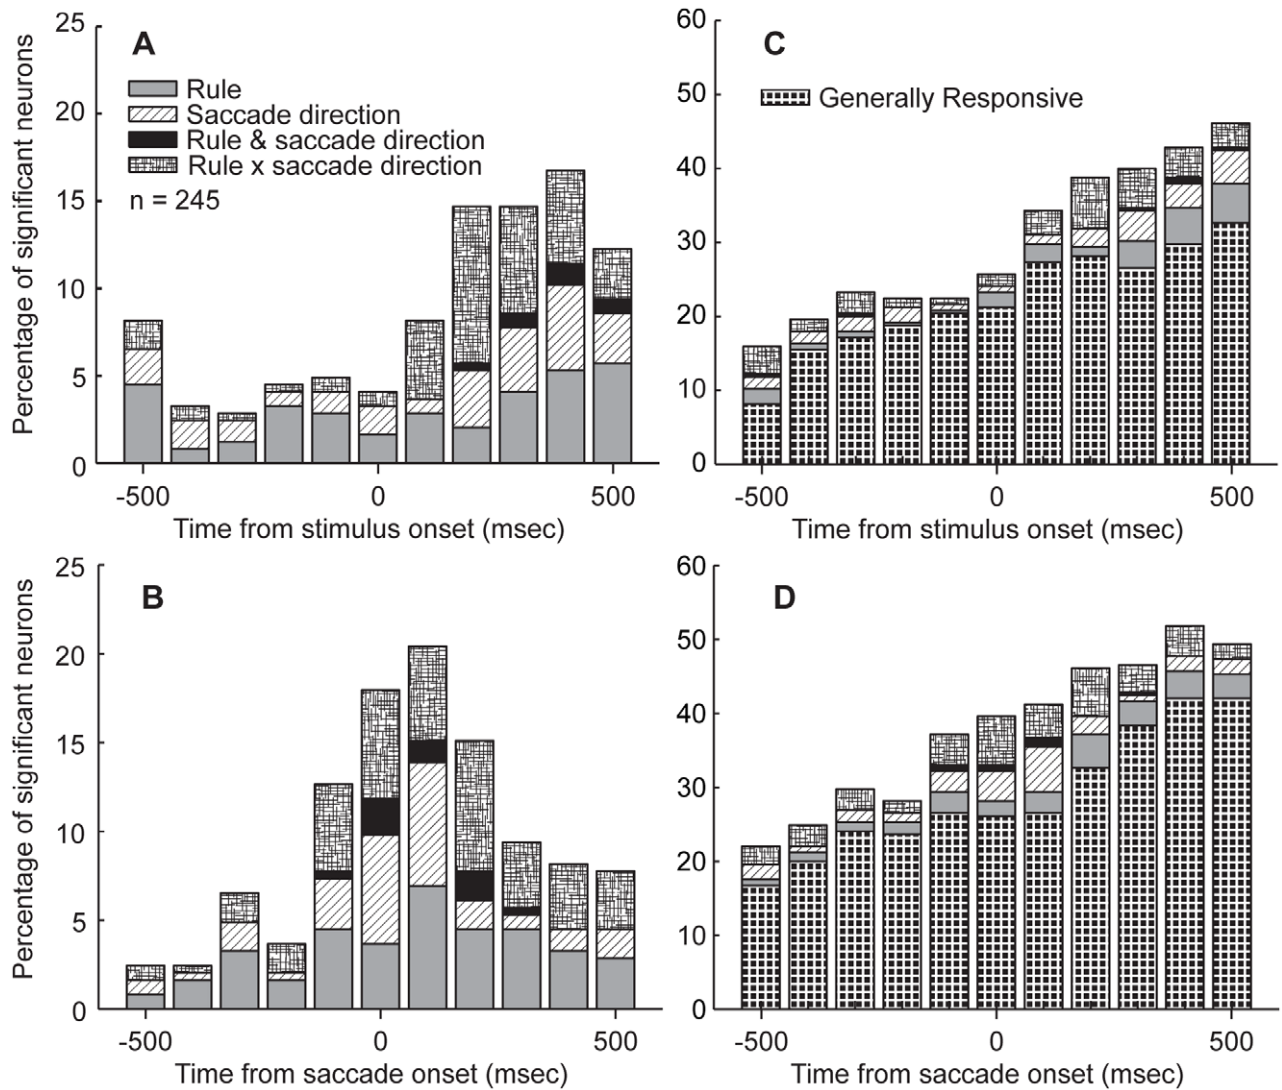 A
Percentage of significant neurons
25
20
15
10
5
0
Rule
Saccade direction
Rule & saccade direction
Rule x saccade direction
n = 245
-500 0 500
Time from stimulus onset (msec)
C
60
50
40
30
20
10
0
Generally Responsive
-500 0 500
Time from stimulus onset (msec)
B
Percentage of significant neurons
25
20
15
10
5
0
-500 0 500
Time from saccade onset (msec)
D
60
50
40
30
20
10
0
-500 0 500
Time from saccade onset (msec)